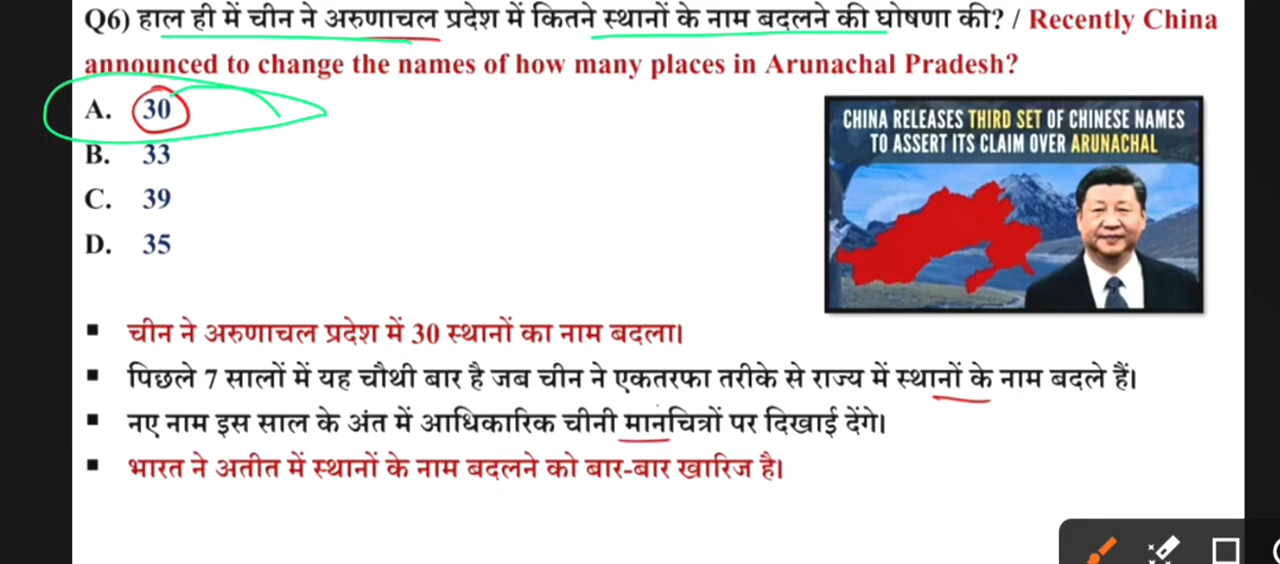 Q6) हाल ही में चीन ने अरुणाचल प्रदेश में कितने स्थानों के नाम बदलने की घोषणा की? / Recently China
announced to change the names of how many places in Arunachal Pradesh?
A. 30
B. 33
C. 39
D. 35
CHINA RELEASES THIRD SET OF CHINESE NAMES
TO ASSERT ITS CLAIM OVER ARUNACHAL
▪ चीन ने अरुणाचल प्रदेश में 30 स्थानों का नाम बदला।
▪ पिछले 7 सालों में यह चौथी बार है जब चीन ने एकतरफा तरीके से राज्य में स्थानों के नाम बदले हैं।
▪ नए नाम इस साल के अंत में आधिकारिक चीनी मानचित्रों पर दिखाई देंगे।
▪ भारत ने अतीत में स्थानों के नाम बदलने को बार-बार खारिज है।